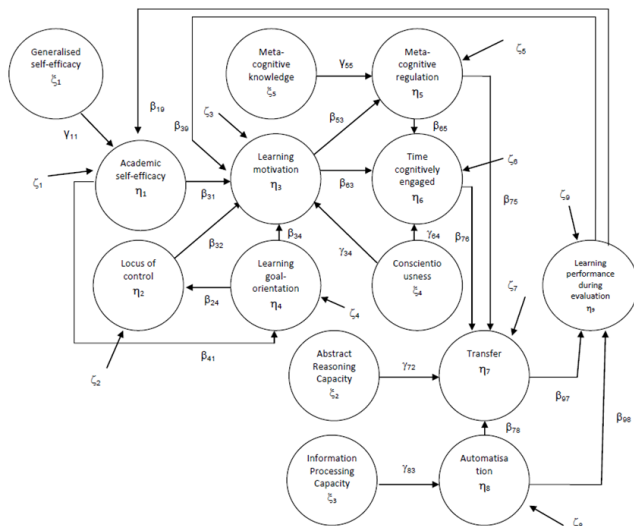 Generalised
self-efficacy
ξ1
Meta-
cognitive
knowledge
ξ5
γ55
Meta-
cognitive
regulation
η5
ζ5
β19
β39
ζ3
β53
β65
γ11
ζ1
Academic
self-efficacy
η1
β31
Learning
motivation
η3
β63
Time
cognitively
engaged
η6
ζ6
β75
β32
β34
γ34
γ64
β76
ζ9
Locus of
control
η2
β24
Learning
goal-
orientation
η4
ζ4
Conscientio
usness
ξ4
ζ7
Learning
performance
during
evaluation
η9
ζ2
β41
Abstract
Reasoning
Capacity
ξ2
γ72
Transfer
η7
β97
β98
β78
Information
Processing
Capacity
ξ3
γ83
Automatisa
tion
η8
ζ8